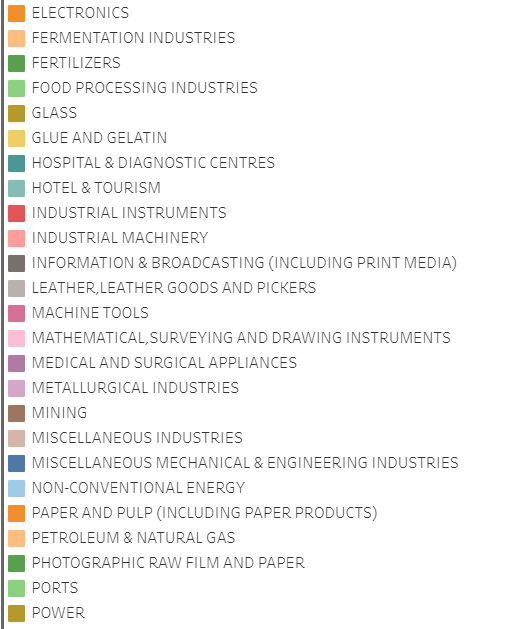 ELECTRONICS
FERMENTATION INDUSTRIES
FERTILIZERS
FOOD PROCESSING INDUSTRIES
GLASS
GLUE AND GELATIN
HOSPITAL & DIAGNOSTIC CENTRES
HOTEL & TOURISM
INDUSTRIAL INSTRUMENTS
INDUSTRIAL MACHINERY
INFORMATION & BROADCASTING (INCLUDING PRINT MEDIA)
LEATHER,LEATHER GOODS AND PICKERS
MACHINE TOOLS
MATHEMATICAL,SURVEYING AND DRAWING INSTRUMENTS
MEDICAL AND SURGICAL APPLIANCES
METALLURGICAL INDUSTRIES
MINING
MISCELLANEOUS INDUSTRIES
MISCELLANEOUS MECHANICAL & ENGINEERING INDUSTRIES
NON-CONVENTIONAL ENERGY
PAPER AND PULP (INCLUDING PAPER PRODUCTS)
PETROLEUM & NATURAL GAS
PHOTOGRAPHIC RAW FILM AND PAPER
PORTS
POWER